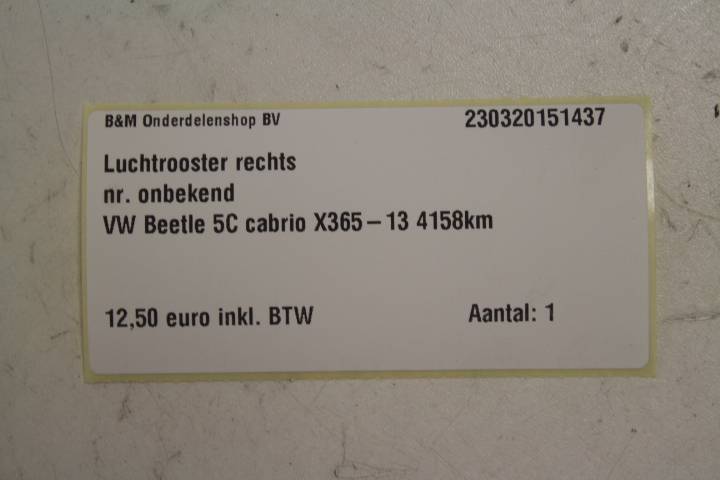 B&M Onderdelenshop BV 230320151437
Luchtrooster rechts
nr. onbekend
VW Beetle 5C cabrio X365-13 4158km
12,50 euro inkl. BTW Aantal: 1